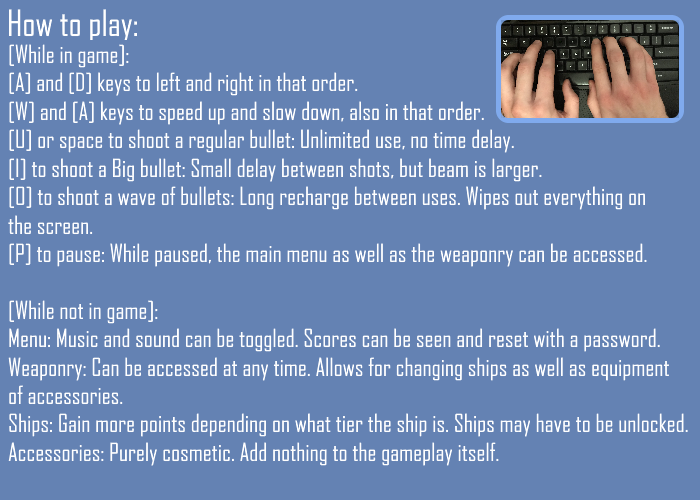 How to play:
[While in game]:
[A] and [D] keys to left and right in that order.
[W] and [A] keys to speed up and slow down, also in that order.
[U] or space to shoot a regular bullet: Unlimited use, no time delay.
[I] to shoot a Big bullet: Small delay between shots, but beam is larger.
[O] to shoot a wave of bullets: Long recharge between uses. Wipes out everything on
the screen.
[P] to pause: While paused, the main menu as well as the weaponry can be accessed.
[While not in game]:
Menu: Music and sound can be toggled. Scores can be seen and reset with a password.
Weaponry: Can be accessed at any time. Allows for changing ships as well as equipment
of accessories.
Ships: Gain more points depending on what tier the ship is. Ships may have to be unlocked.
Accessories: Purely cosmetic. Add nothing to the gameplay itself.